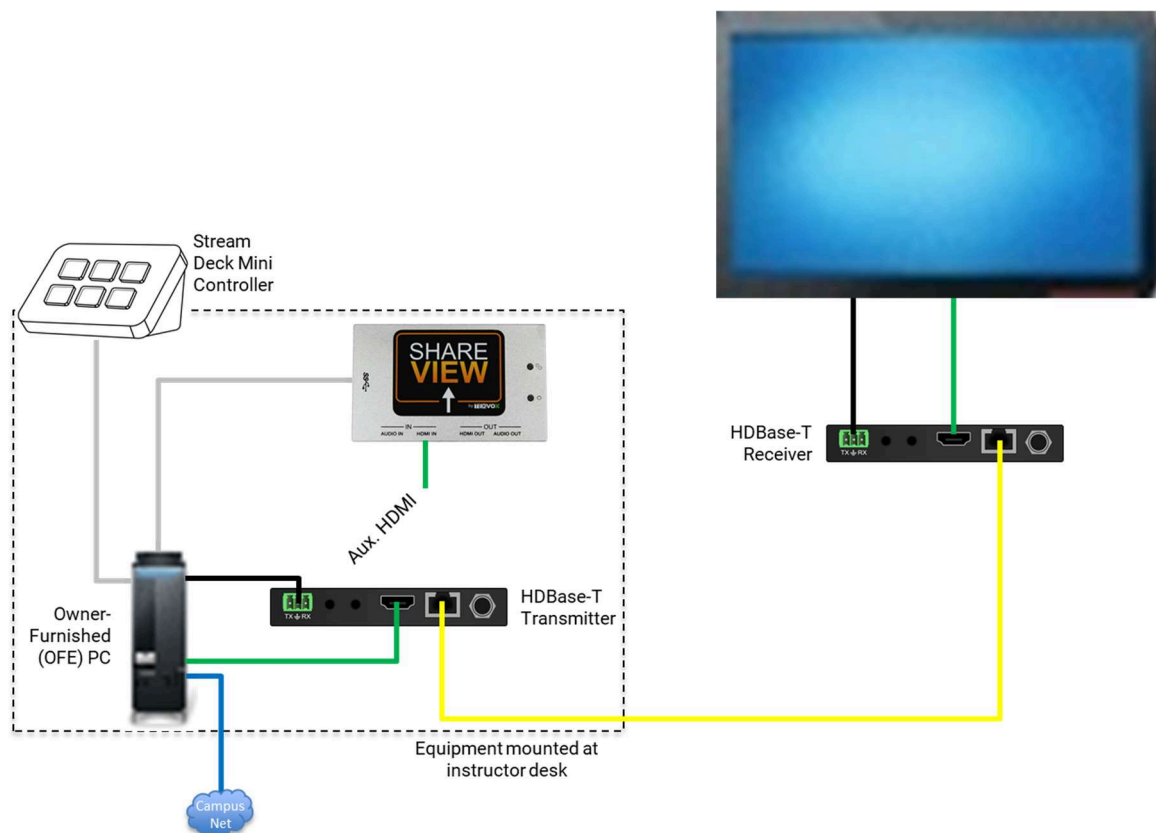 Stream
Deck Mini
Controller
SHARE
VIEW
IN
OUT
AUDIO IN
HDMI IN
HDMI OUT
AUDIO OUT
Aux. HDMI
HDBase-T
Receiver
TX RX
HDBase-T
Transmitter
TX RX
Owner-
Furnished
(OFE) PC
Equipment mounted at
instructor desk
Campus
Net